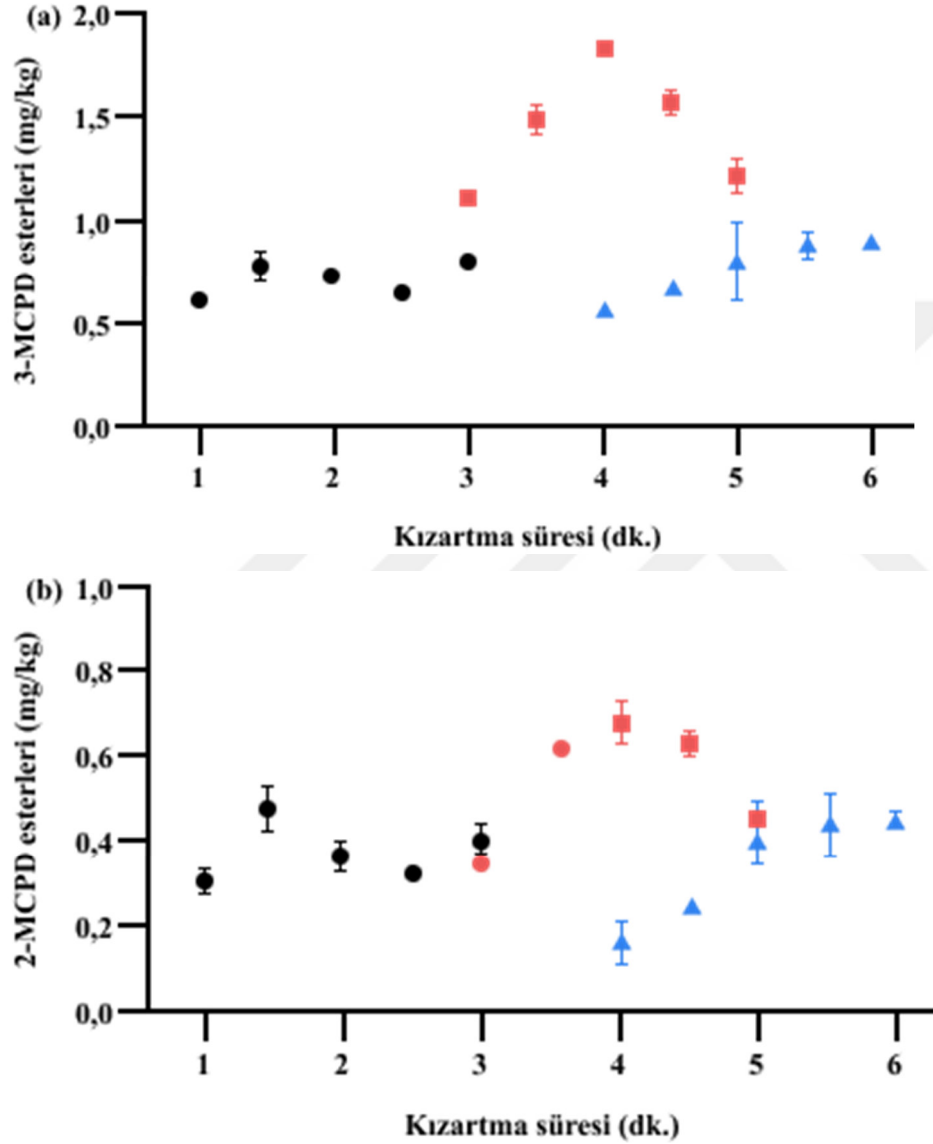 (a)
3-MCPD esterleri (mg/kg)
2,0
1,5
1,0
0,5
0,0
1 2 3 4 5 6
Kızartma süresi (dk.)
(b)
2-MCPD esterleri (mg/kg)
1,0
0,8
0,6
0,4
0,2
0,0
1 2 3 4 5 6
Kızartma süresi (dk.)